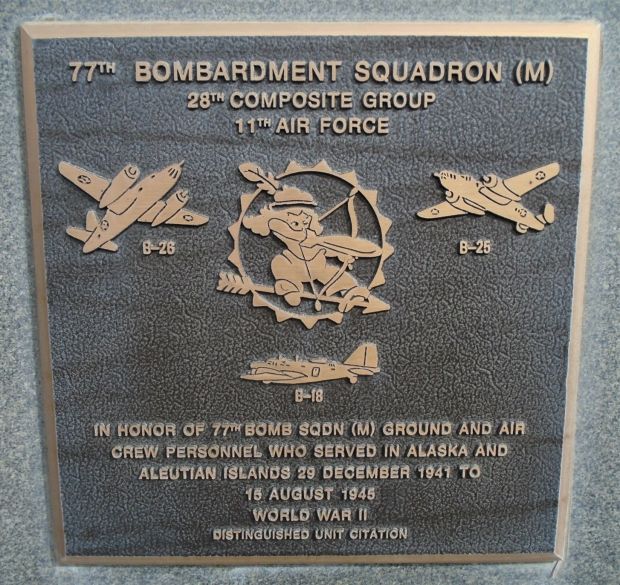 77TH BOMBARDMENT SQUADRON (M)
28TH COMPOSITE GROUP
11TH AIR FORCE
B-26
B-25
B-18
IN HONOR OF 77TH BOMB SQDN (M) GROUND AND AIR
CREW PERSONNEL WHO SERVED IN ALASKA AND
ALEUTIAN ISLANDS 29 DECEMBER 1941 TO
15 AUGUST 1945
WORLD WAR II
DISTINGUISHED UNIT CITATION